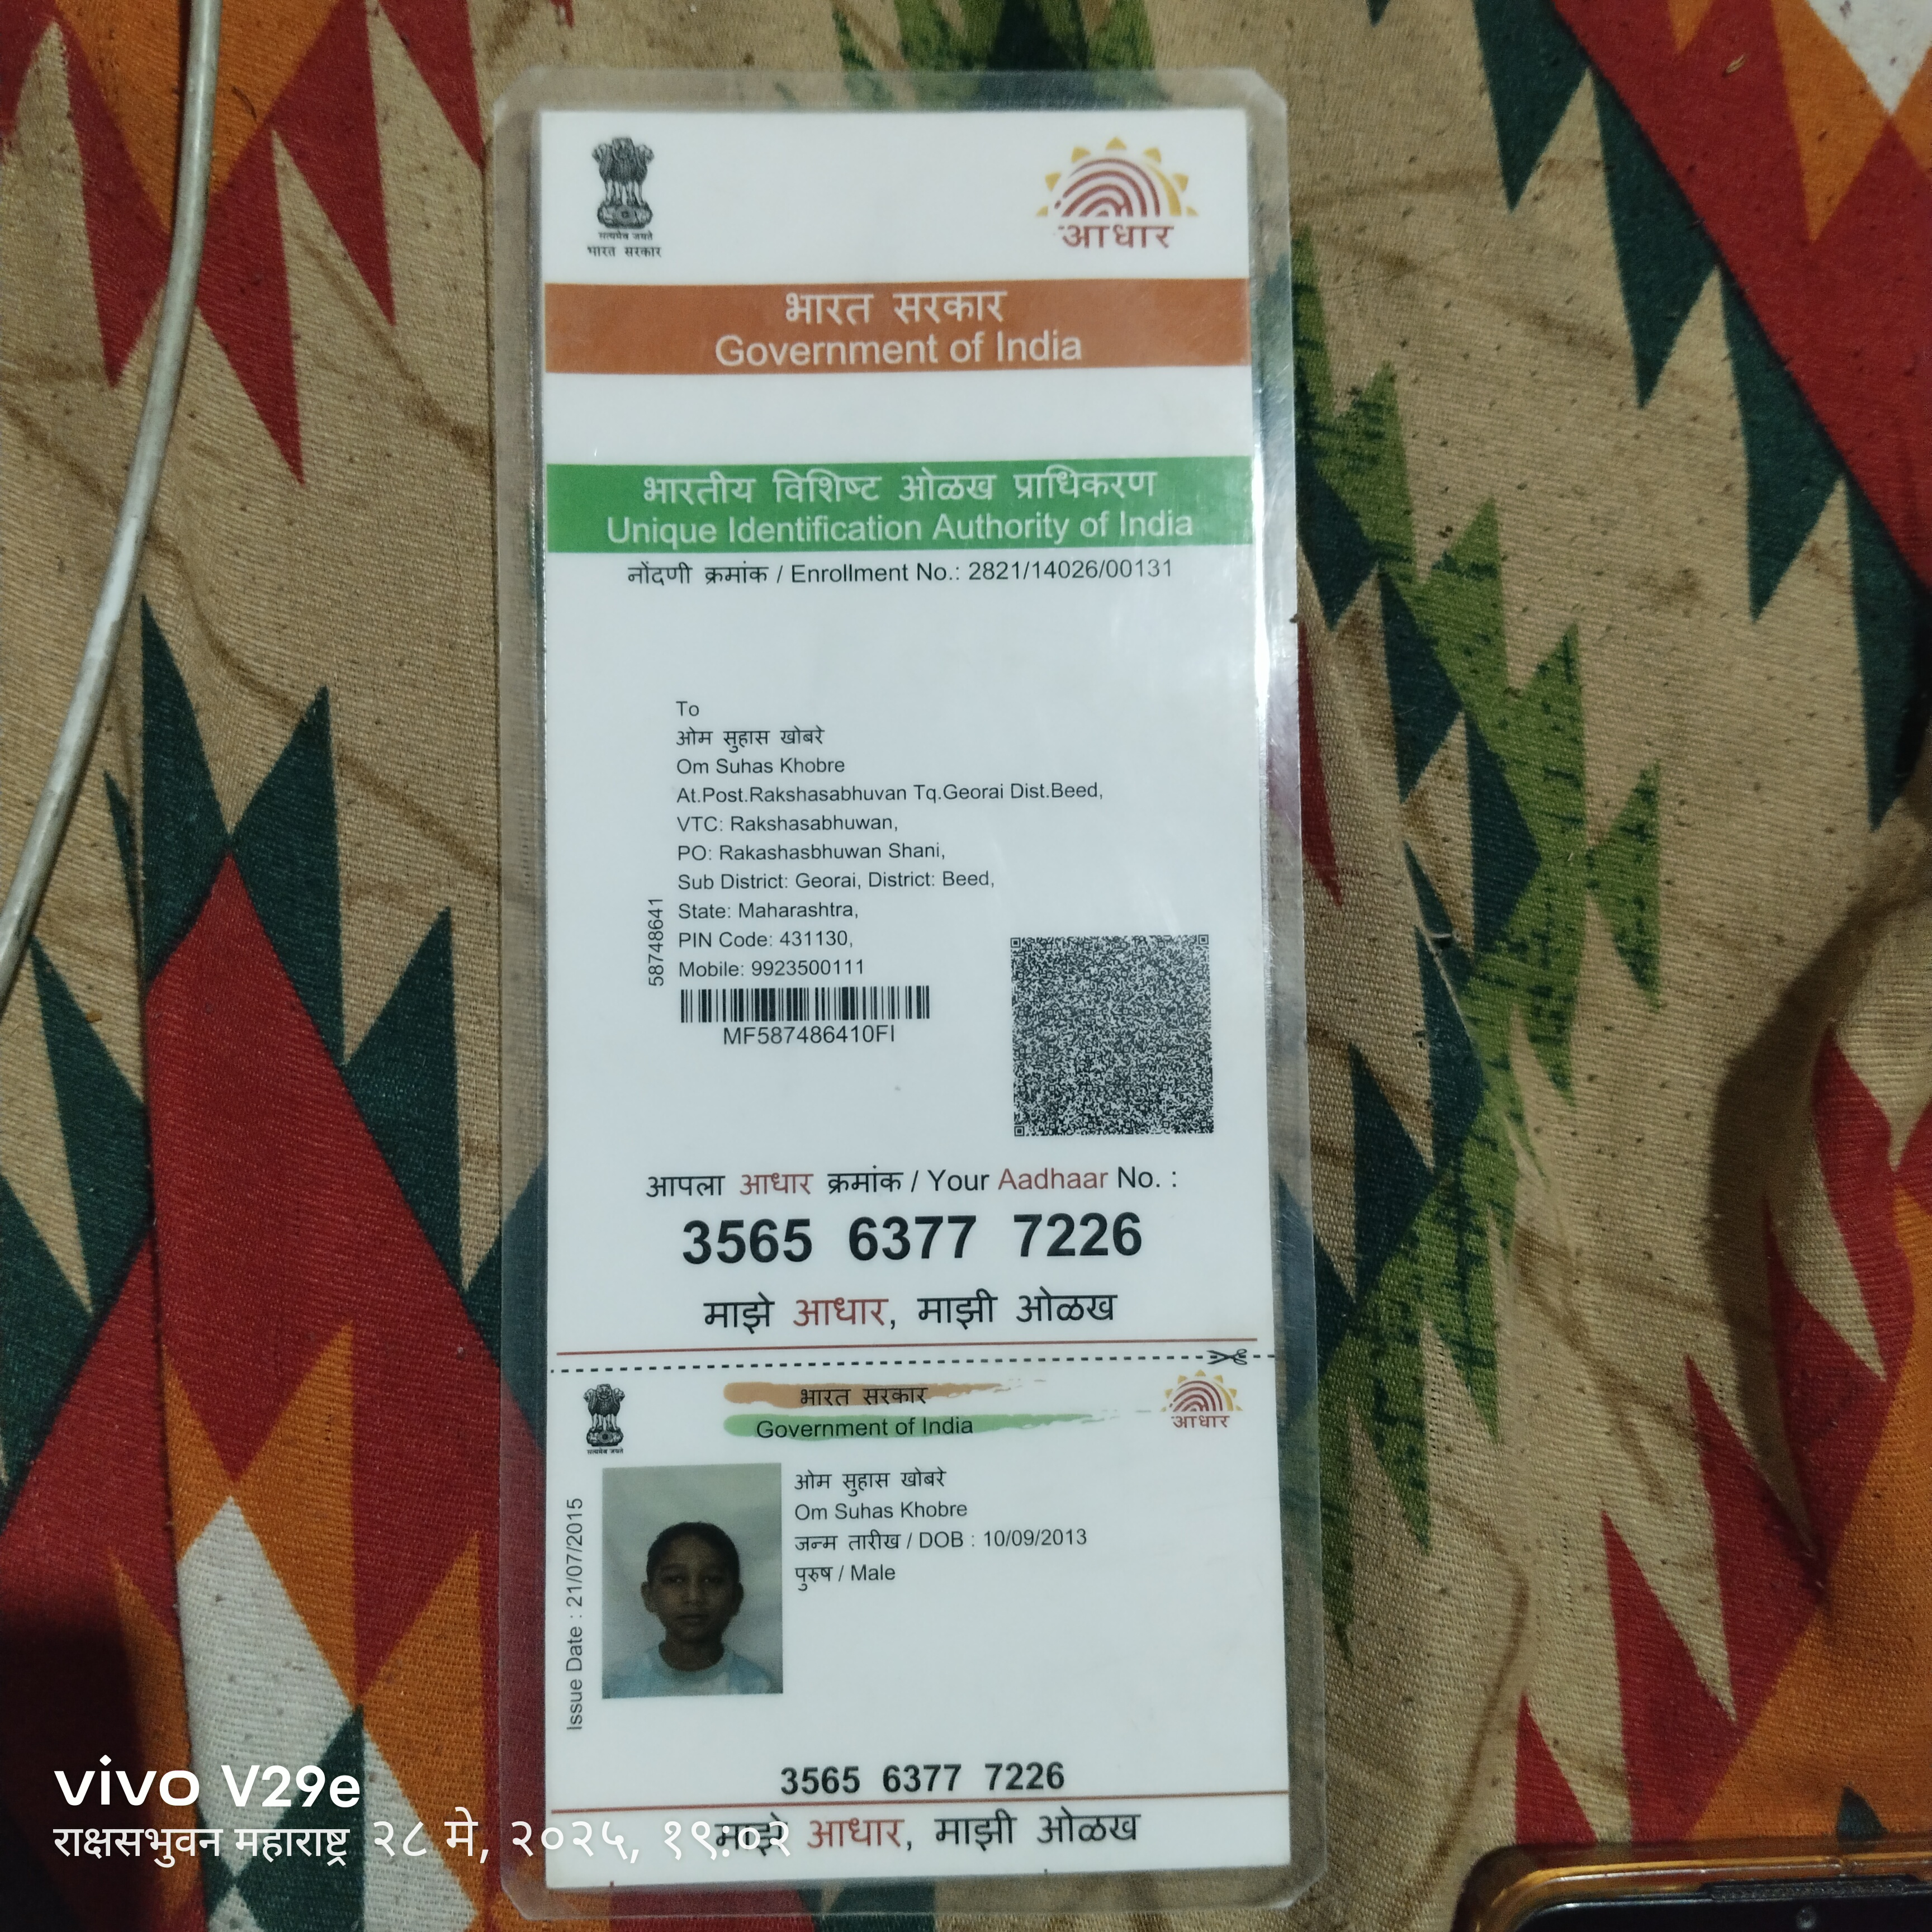 सत्यमेव जयते
भारत सरकार
आधार
भारत सरकार
Government of India
भारतीय विशिष्ट ओळख प्राधिकरण
Unique Identification Authority of India
नोंदणी क्रमांक / Enrollment No.: 2821/14026/00131
To
ओम सुहास खोबरे
Om Suhas Khobre
At.Post.Rakshasabhuvan Tq.Georai Dist.Beed,
VTC: Rakshasabhuwan,
PO: Rakashasbhuwan Shani,
Sub District: Georai, District: Beed,
State: Maharashtra,
PIN Code: 431130,
Mobile: 9923500111
58748641
MF587486410FI
आपला आधार क्रमांक / Your Aadhaar No. :
3565 6377 7226
माझे आधार, माझी ओळख
सत्यमेव जयते
भारत सरकार
Government of India
आधार
ओम सुहास खोबरे
Om Suhas Khobre
जन्म तारीख / DOB : 10/09/2013
पुरुष / Male
Issue Date : 21/07/2015
3565 6377 7226
माझे आधार, माझी ओळख
vivo V29e
राक्षसभुवन महाराष्ट्र २८ मे, २०२५, १९:०२